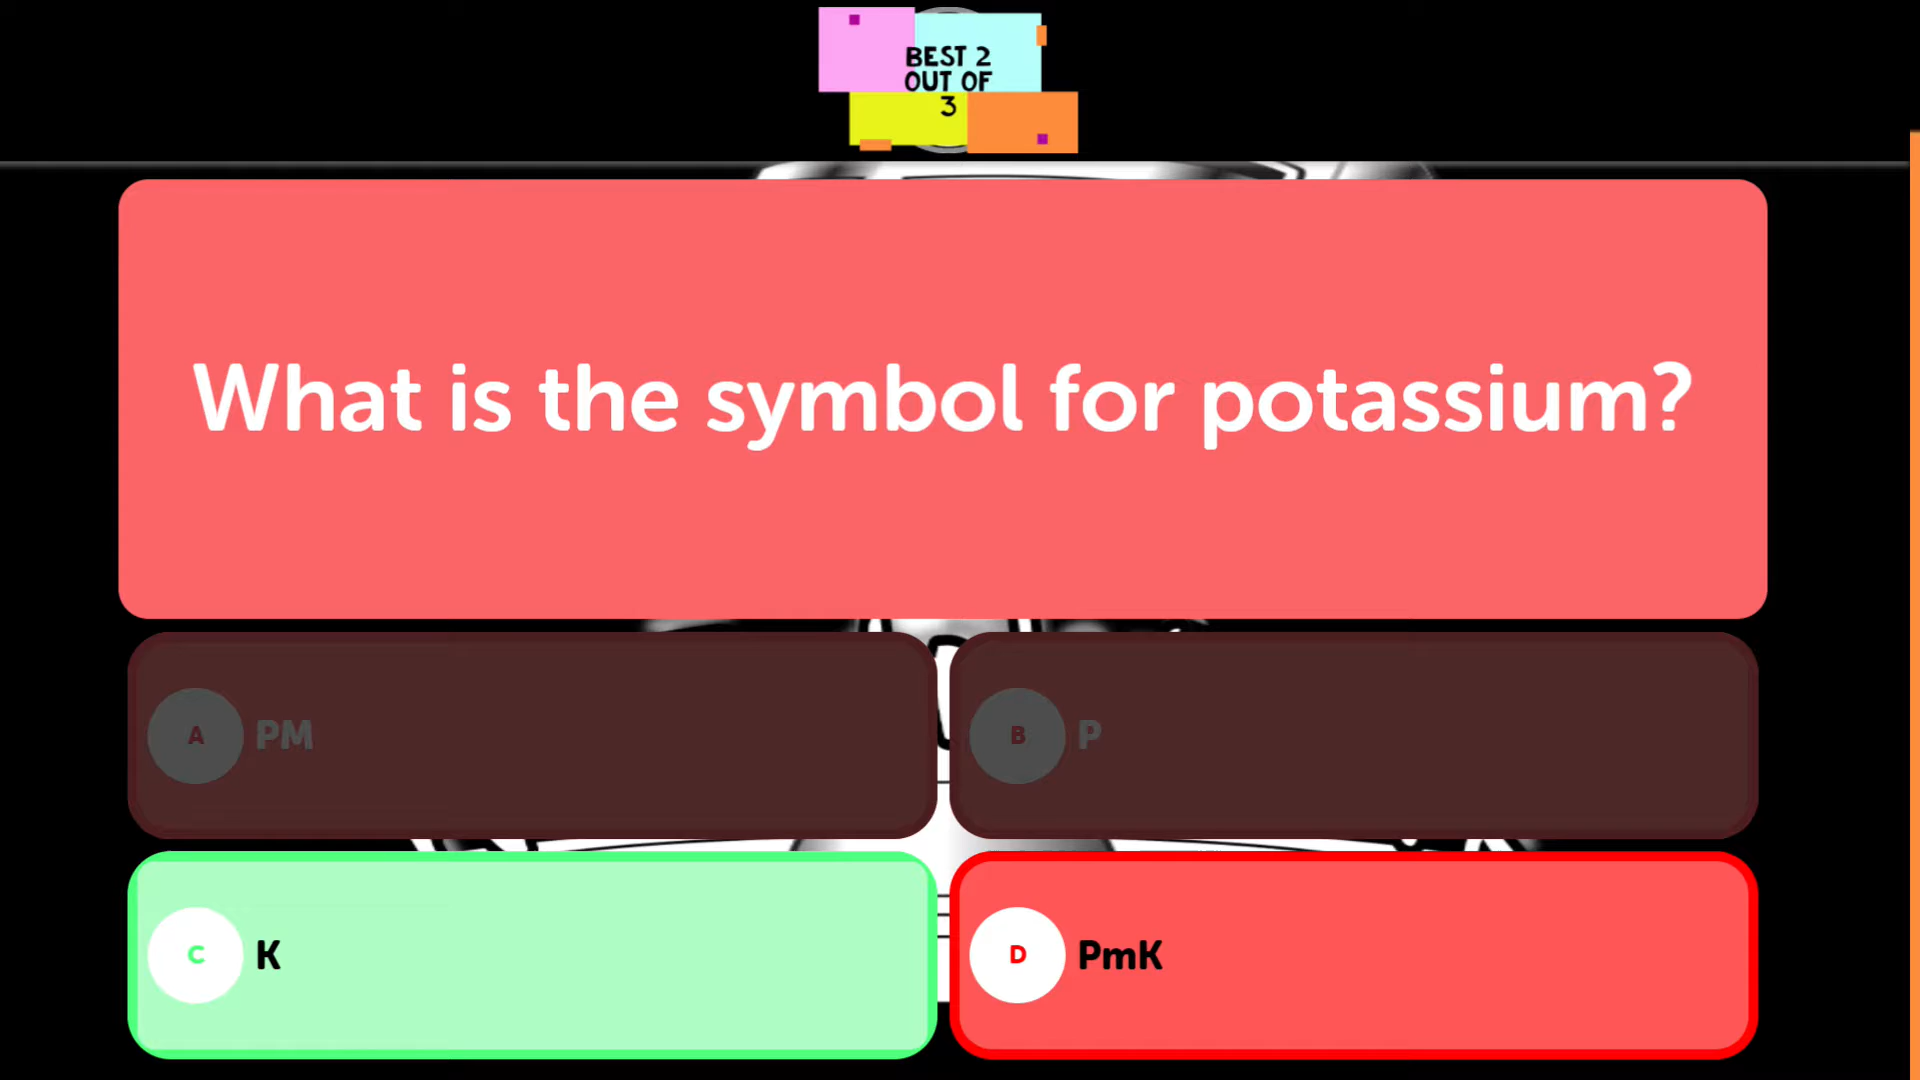 BEST 2
OUT OF
3
What is the symbol for potassium?
A PM
B P
C K
D PmK